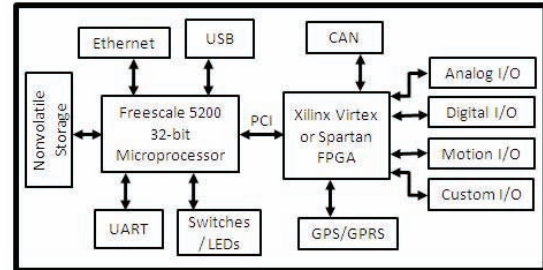 Ethernet
USB
CAN
Nonvolatile
Storage
Freescale 5200
32-bit
Microprocessor
PCI
Xilinx Virtex
or Spartan
FPGA
Analog I/O
Digital I/O
Motion I/O
Custom I/O
UART
Switches
/ LEDs
GPS/GPRS